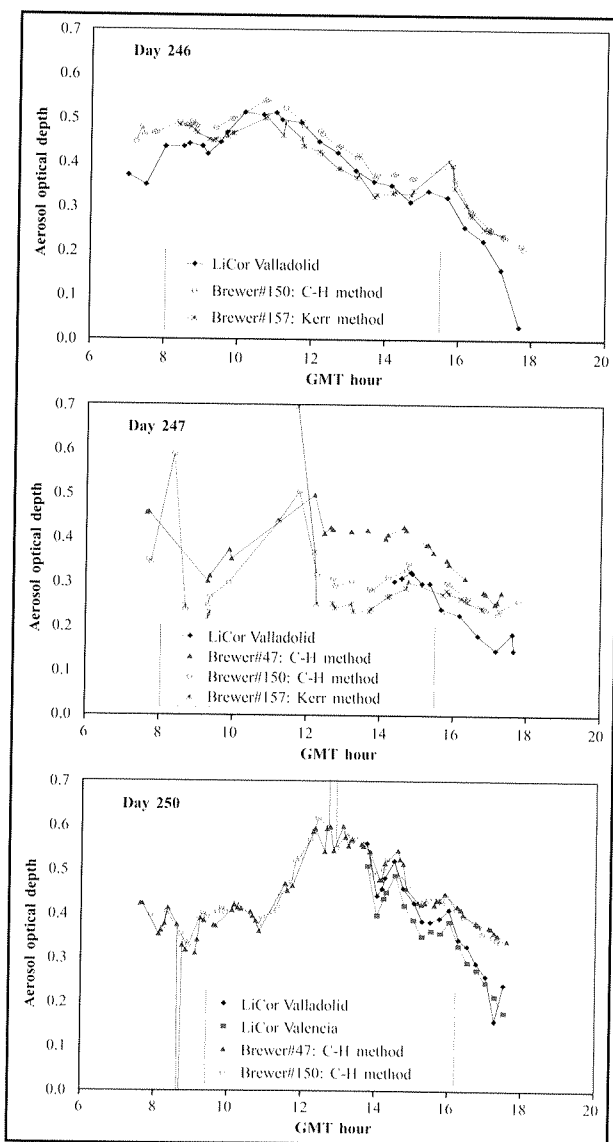 Day 246
Aerosol optical depth
0.7
0.6
0.5
0.4
0.3
0.2
0.1
0.0
LiCor Valladolid
Brewer#150: C-H method
Brewer#157: Kerr method
6 8 10 12 14 16 18 20
GMT hour
Day 247
Aerosol optical depth
0.7
0.6
0.5
0.4
0.3
0.2
0.1
0.0
LiCor Valladolid
Brewer#47: C-H method
Brewer#150: C-H method
Brewer#157: Kerr method
6 8 10 12 14 16 18 20
GMT hour
Day 250
Aerosol optical depth
0.7
0.6
0.5
0.4
0.3
0.2
0.1
0.0
LiCor Valladolid
LiCor Valencia
Brewer#47: C-H method
Brewer#150: C-H method
6 8 10 12 14 16 18 20
GMT hour